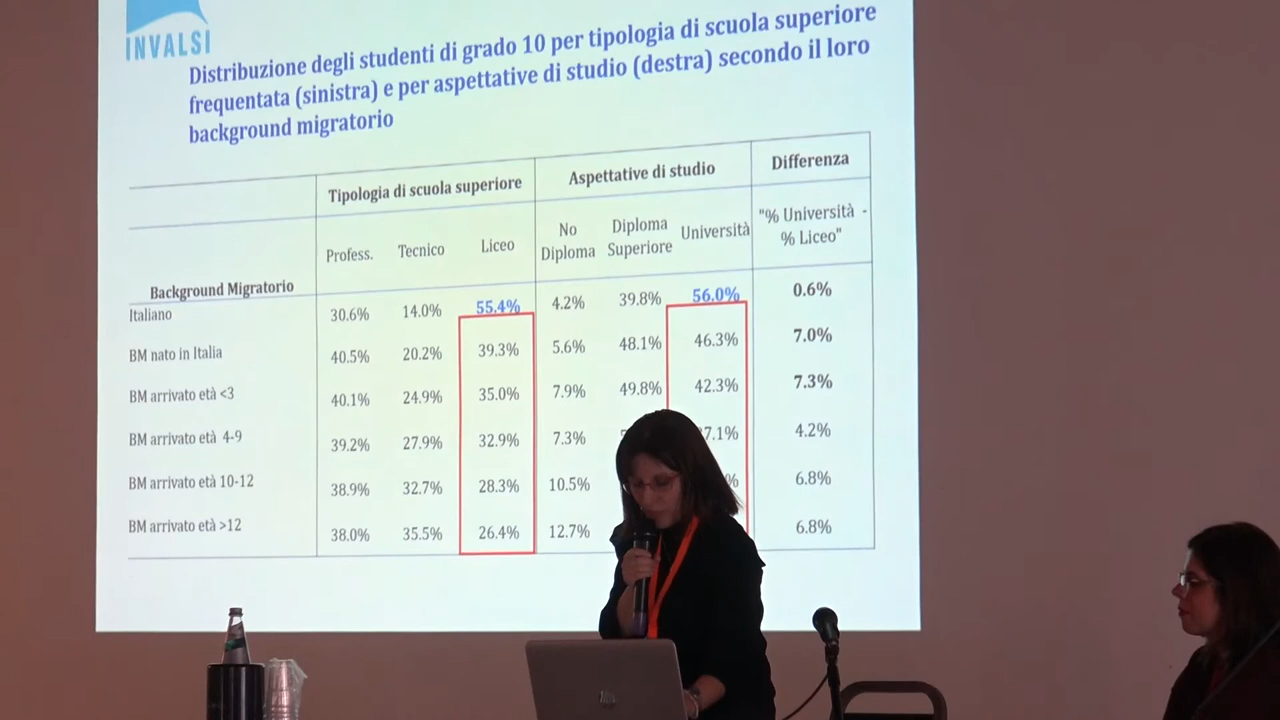 INVALSI
Distribuzione degli studenti di grado 10 per tipologia di scuola superiore
frequentata (sinistra) e per aspettative di studio (destra) secondo il loro
background migratorio
Tipologia di scuola superiore Aspettative di studio Differenza
Background Migratorio Profess. Tecnico Liceo No Diploma Diploma Superiore Università "% Università - % Liceo"
Italiano 30.6% 14.0% 55.4% 4.2% 39.8% 56.0% 0.6%
BM nato in Italia 40.5% 20.2% 39.3% 5.6% 48.1% 46.3% 7.0%
BM arrivato età <3 40.1% 24.9% 35.0% 7.9% 49.8% 42.3% 7.3%
BM arrivato età 4-9 39.2% 27.9% 32.9% 7.3% 7.1% 4.2%
BM arrivato età 10-12 38.9% 32.7% 28.3% 10.5% % 6.8%
BM arrivato età >12 38.0% 35.5% 26.4% 12.7% 6.8%
hp